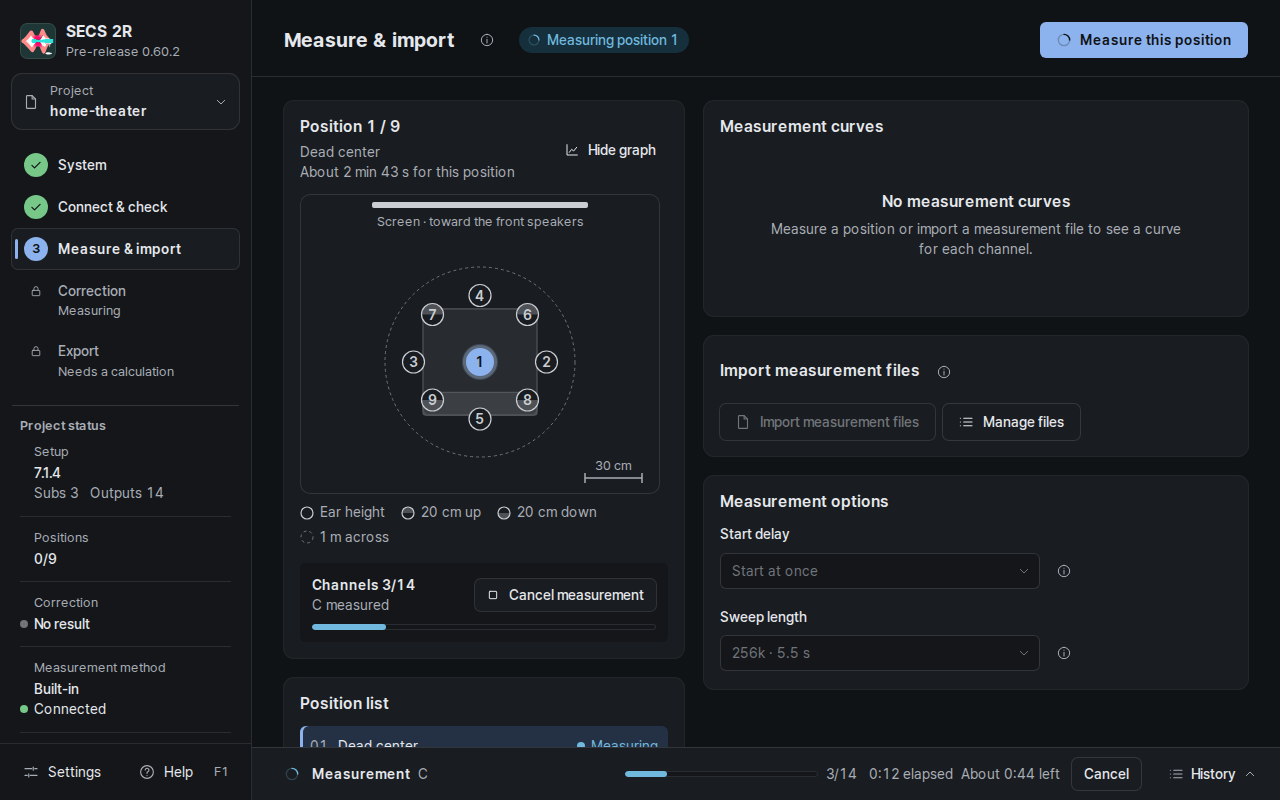 SECS 2R
Pre-release 0.60.2
Project
home-theater
System
Connect & check
3 Measure & import
Correction
Measuring
Export
Needs a calculation
Project status
Setup
7.1.4
Subs 3 Outputs 14
Positions
0/9
Correction
No result
Measurement method
Built-in
Connected
Settings Help F1
Measure & import Measuring position 1 Measure this position
Position 1 / 9
Dead center
About 2 min 43 s for this position
Hide graph
Screen · toward the front speakers
4
7 6
3 1 2
9 8
5
30 cm
Ear height 20 cm up 20 cm down
1 m across
Channels 3/14
C measured
Cancel measurement
Position list
01 Dead center Measuring
Measurement curves
No measurement curves
Measure a position or import a measurement file to see a curve
for each channel.
Import measurement files
Import measurement files Manage files
Measurement options
Start delay
Start at once
Sweep length
256k · 5.5 s
Measurement C 3/14 0:12 elapsed About 0:44 left Cancel History